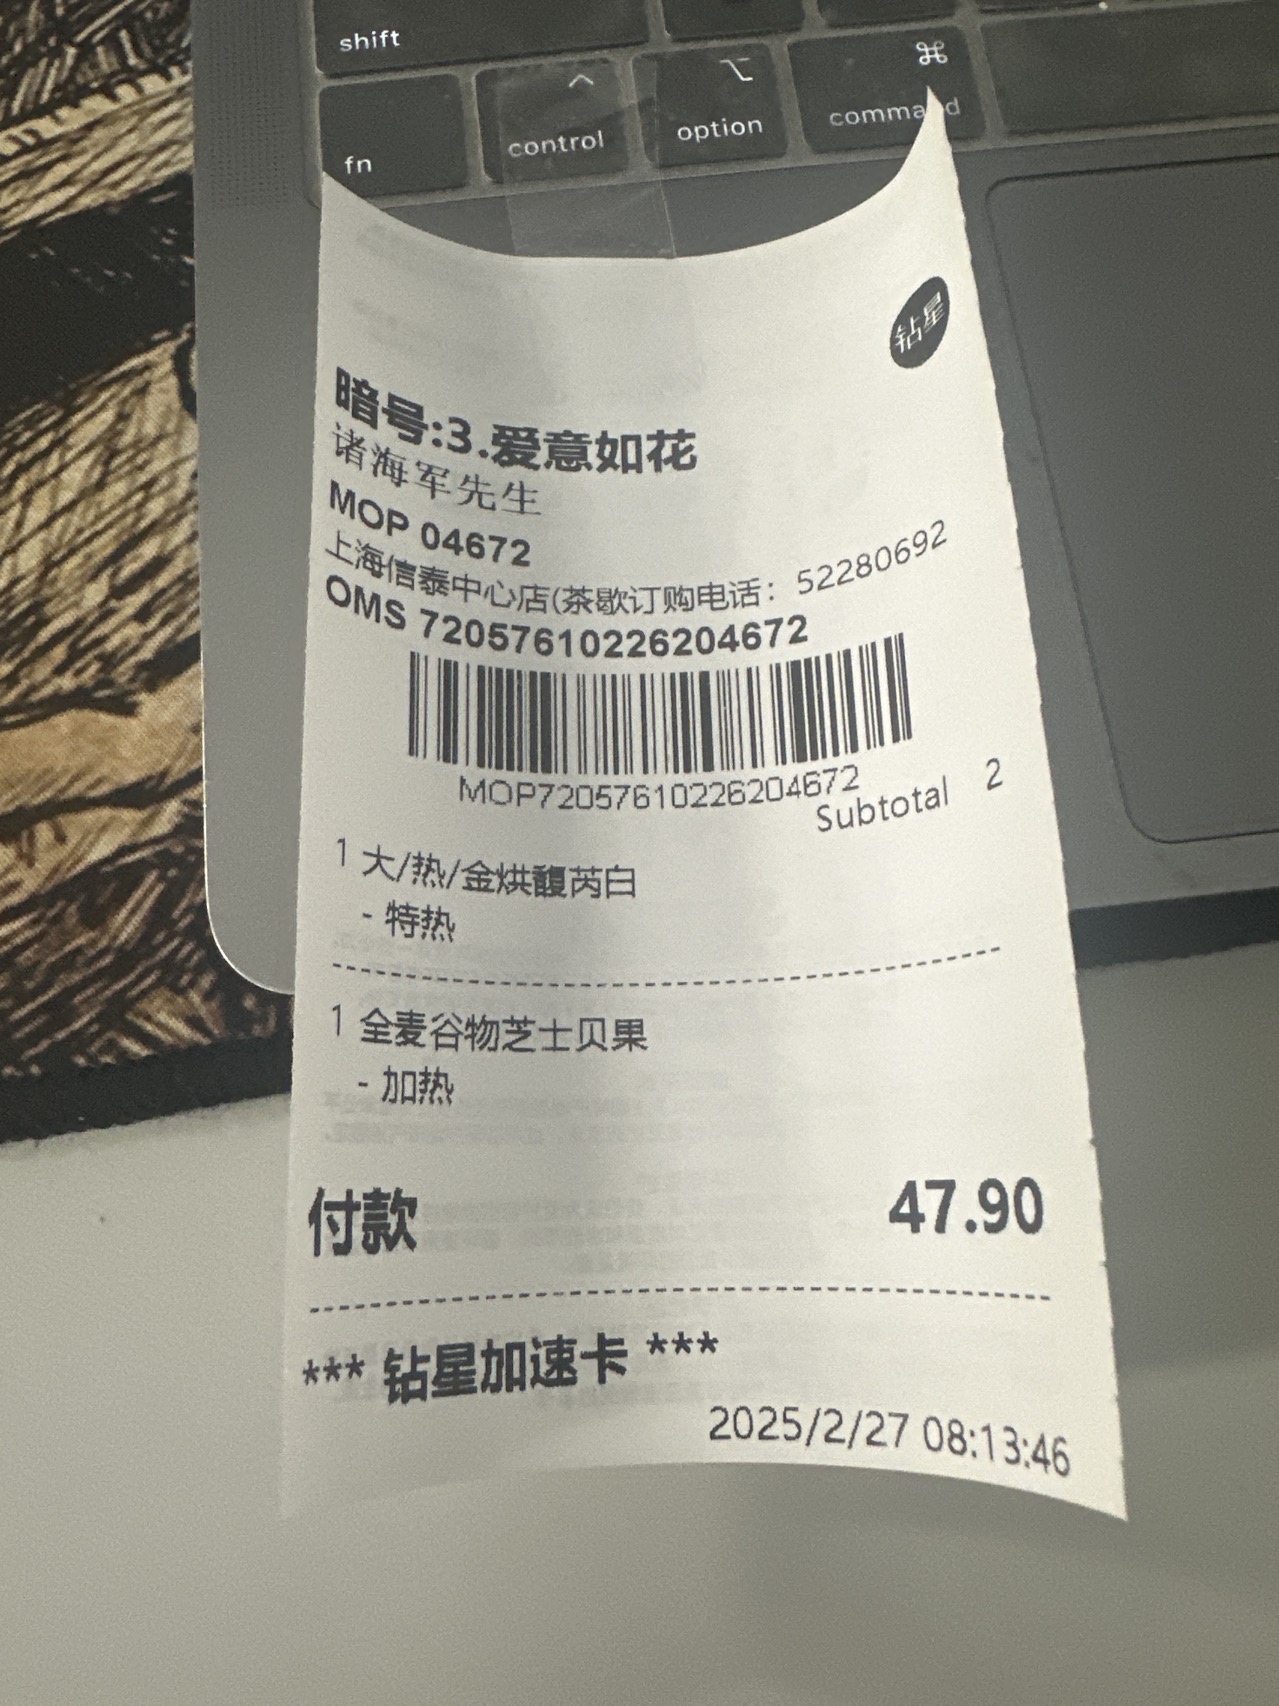 shift
fn
control
option
⌘
command
钻星
暗号:3.爱意如花
诸海军先生
MOP 04672
上海信泰中心店(茶歇订购电话：52280692
OMS 72057610226204672
MOP72057610226204672
Subtotal 2
1 大/热/金烘馥芮白
- 特热
1 全麦谷物芝士贝果
- 加热
付款 47.90
*** 钻星加速卡 ***
2025/2/27 08:13:46